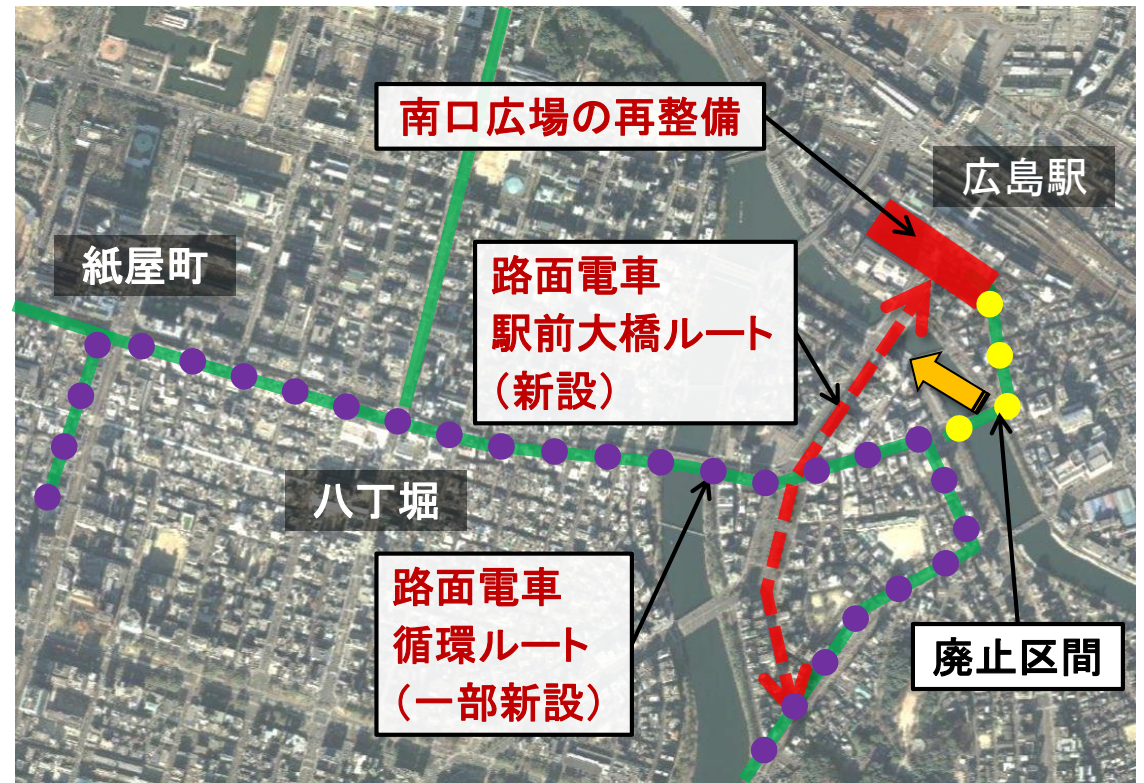 南口広場の再整備
広島駅
紙屋町
路面電車
駅前大橋ルート
（新設）
八丁堀
路面電車
循環ルート
（一部新設）
廃止区間